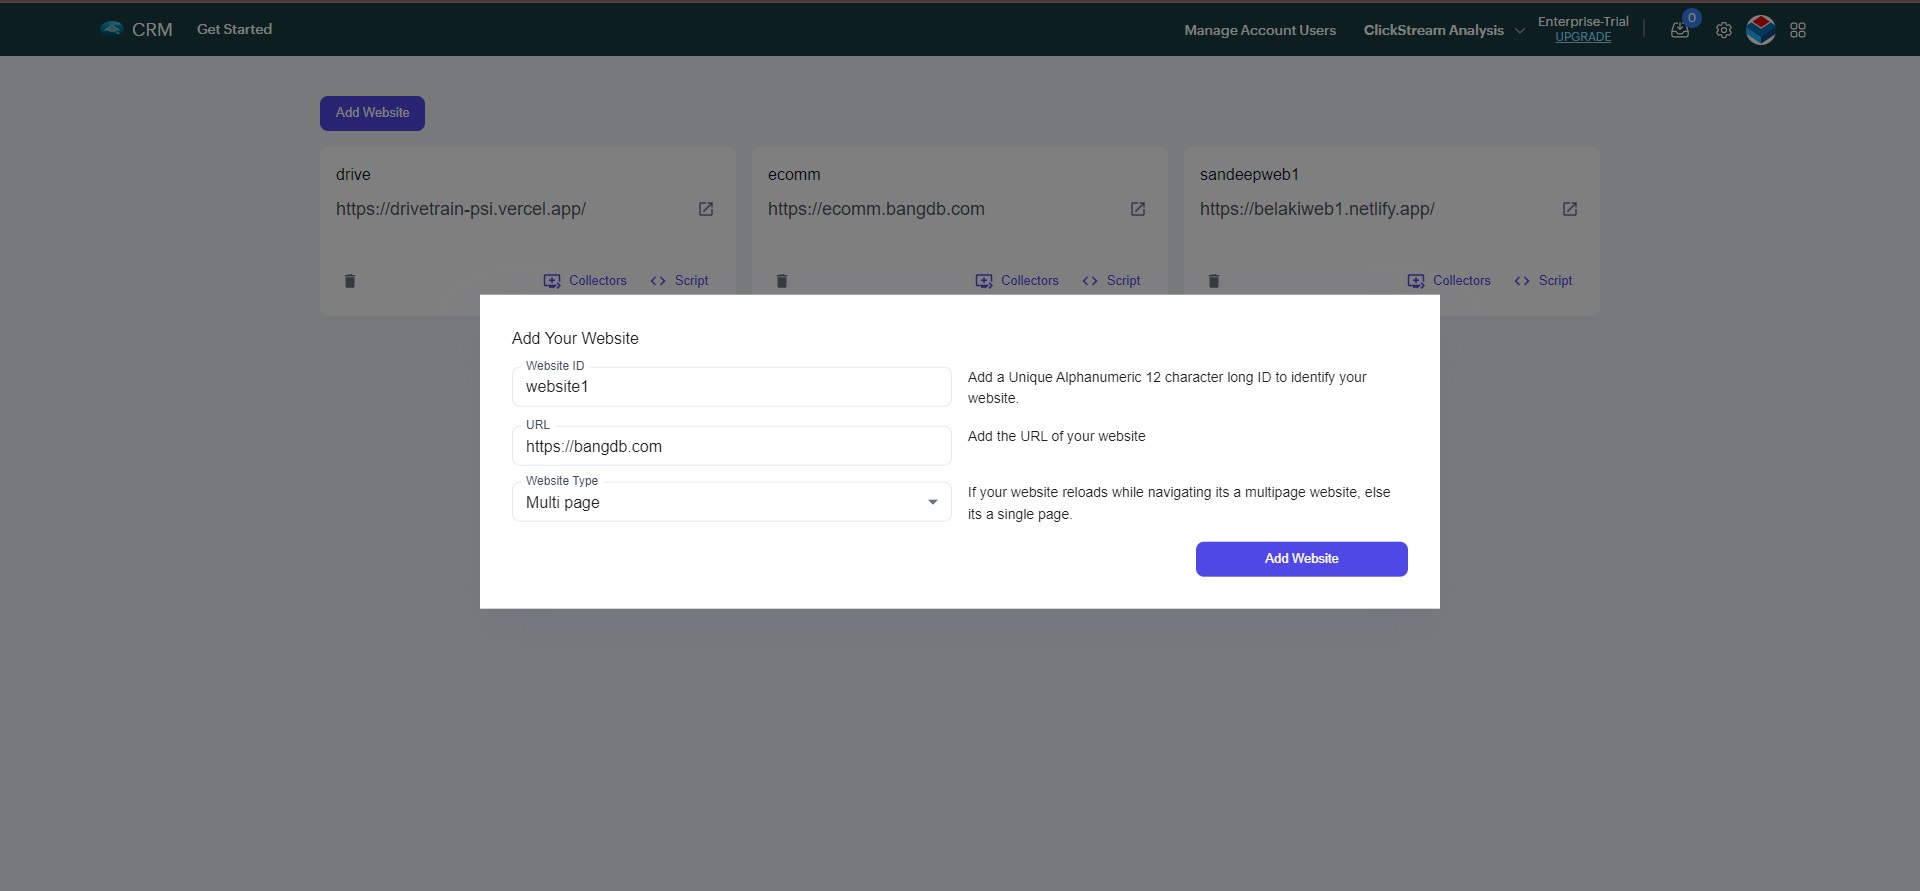 CRM
Get Started
Manage Account Users
ClickStream Analysis
Enterprise-Trial
UPGRADE
0
Add Website
drive
https://drivetrain-psi.vercel.app/
Collectors
Script
ecomm
https://ecomm.bangdb.com
Collectors
Script
sandeepweb1
https://belakiweb1.netlify.app/
Collectors
Script
Add Your Website
Website ID
website1
Add a Unique Alphanumeric 12 character long ID to identify your
website.
URL
https://bangdb.com
Add the URL of your website
Website Type
Multi page
If your website reloads while navigating its a multipage website, else
its a single page.
Add Website